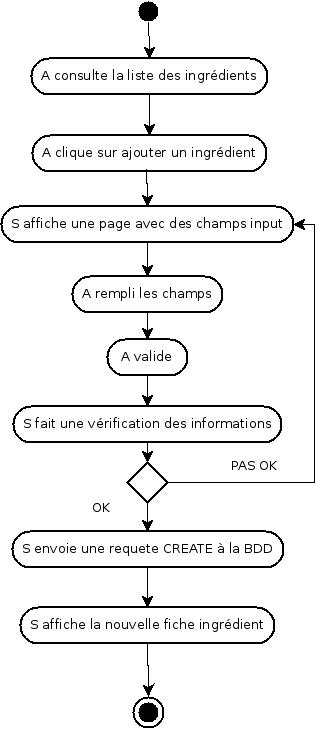 A consulte la liste des ingrédients
A clique sur ajouter un ingrédient
S affiche une page avec des champs input
A rempli les champs
A valide
S fait une vérification des informations
PAS OK
OK
S envoie une requete CREATE à la BDD
S affiche la nouvelle fiche ingrédient